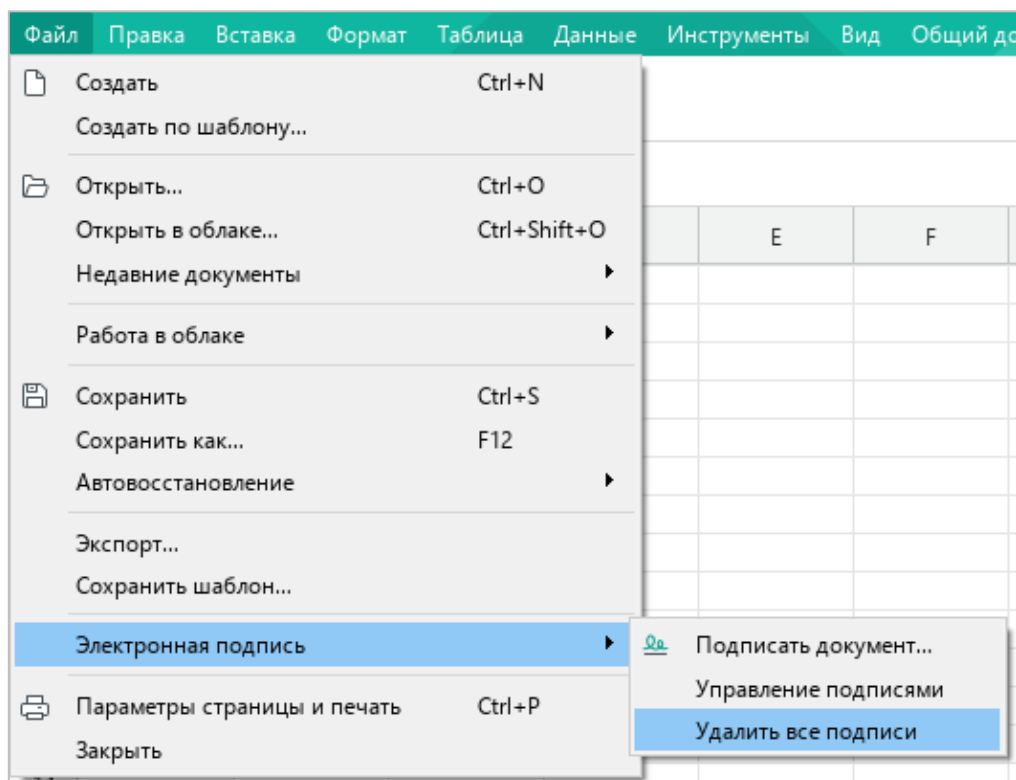 Файл Правка Вставка Формат Таблица Данные Инструменты Вид Общий
Создать Ctrl+N
Создать по шаблону...
Открыть... Ctrl+O
Открыть в облаке... Ctrl+Shift+O
E F
Недавние документы
Работа в облаке
Сохранить Ctrl+S
Сохранить как... F12
Автовосстановление
Экспорт...
Сохранить шаблон...
Электронная подпись
Подписать документ...
Управление подписями
Удалить все подписи
Параметры страницы и печать Ctrl+P
Закрыть